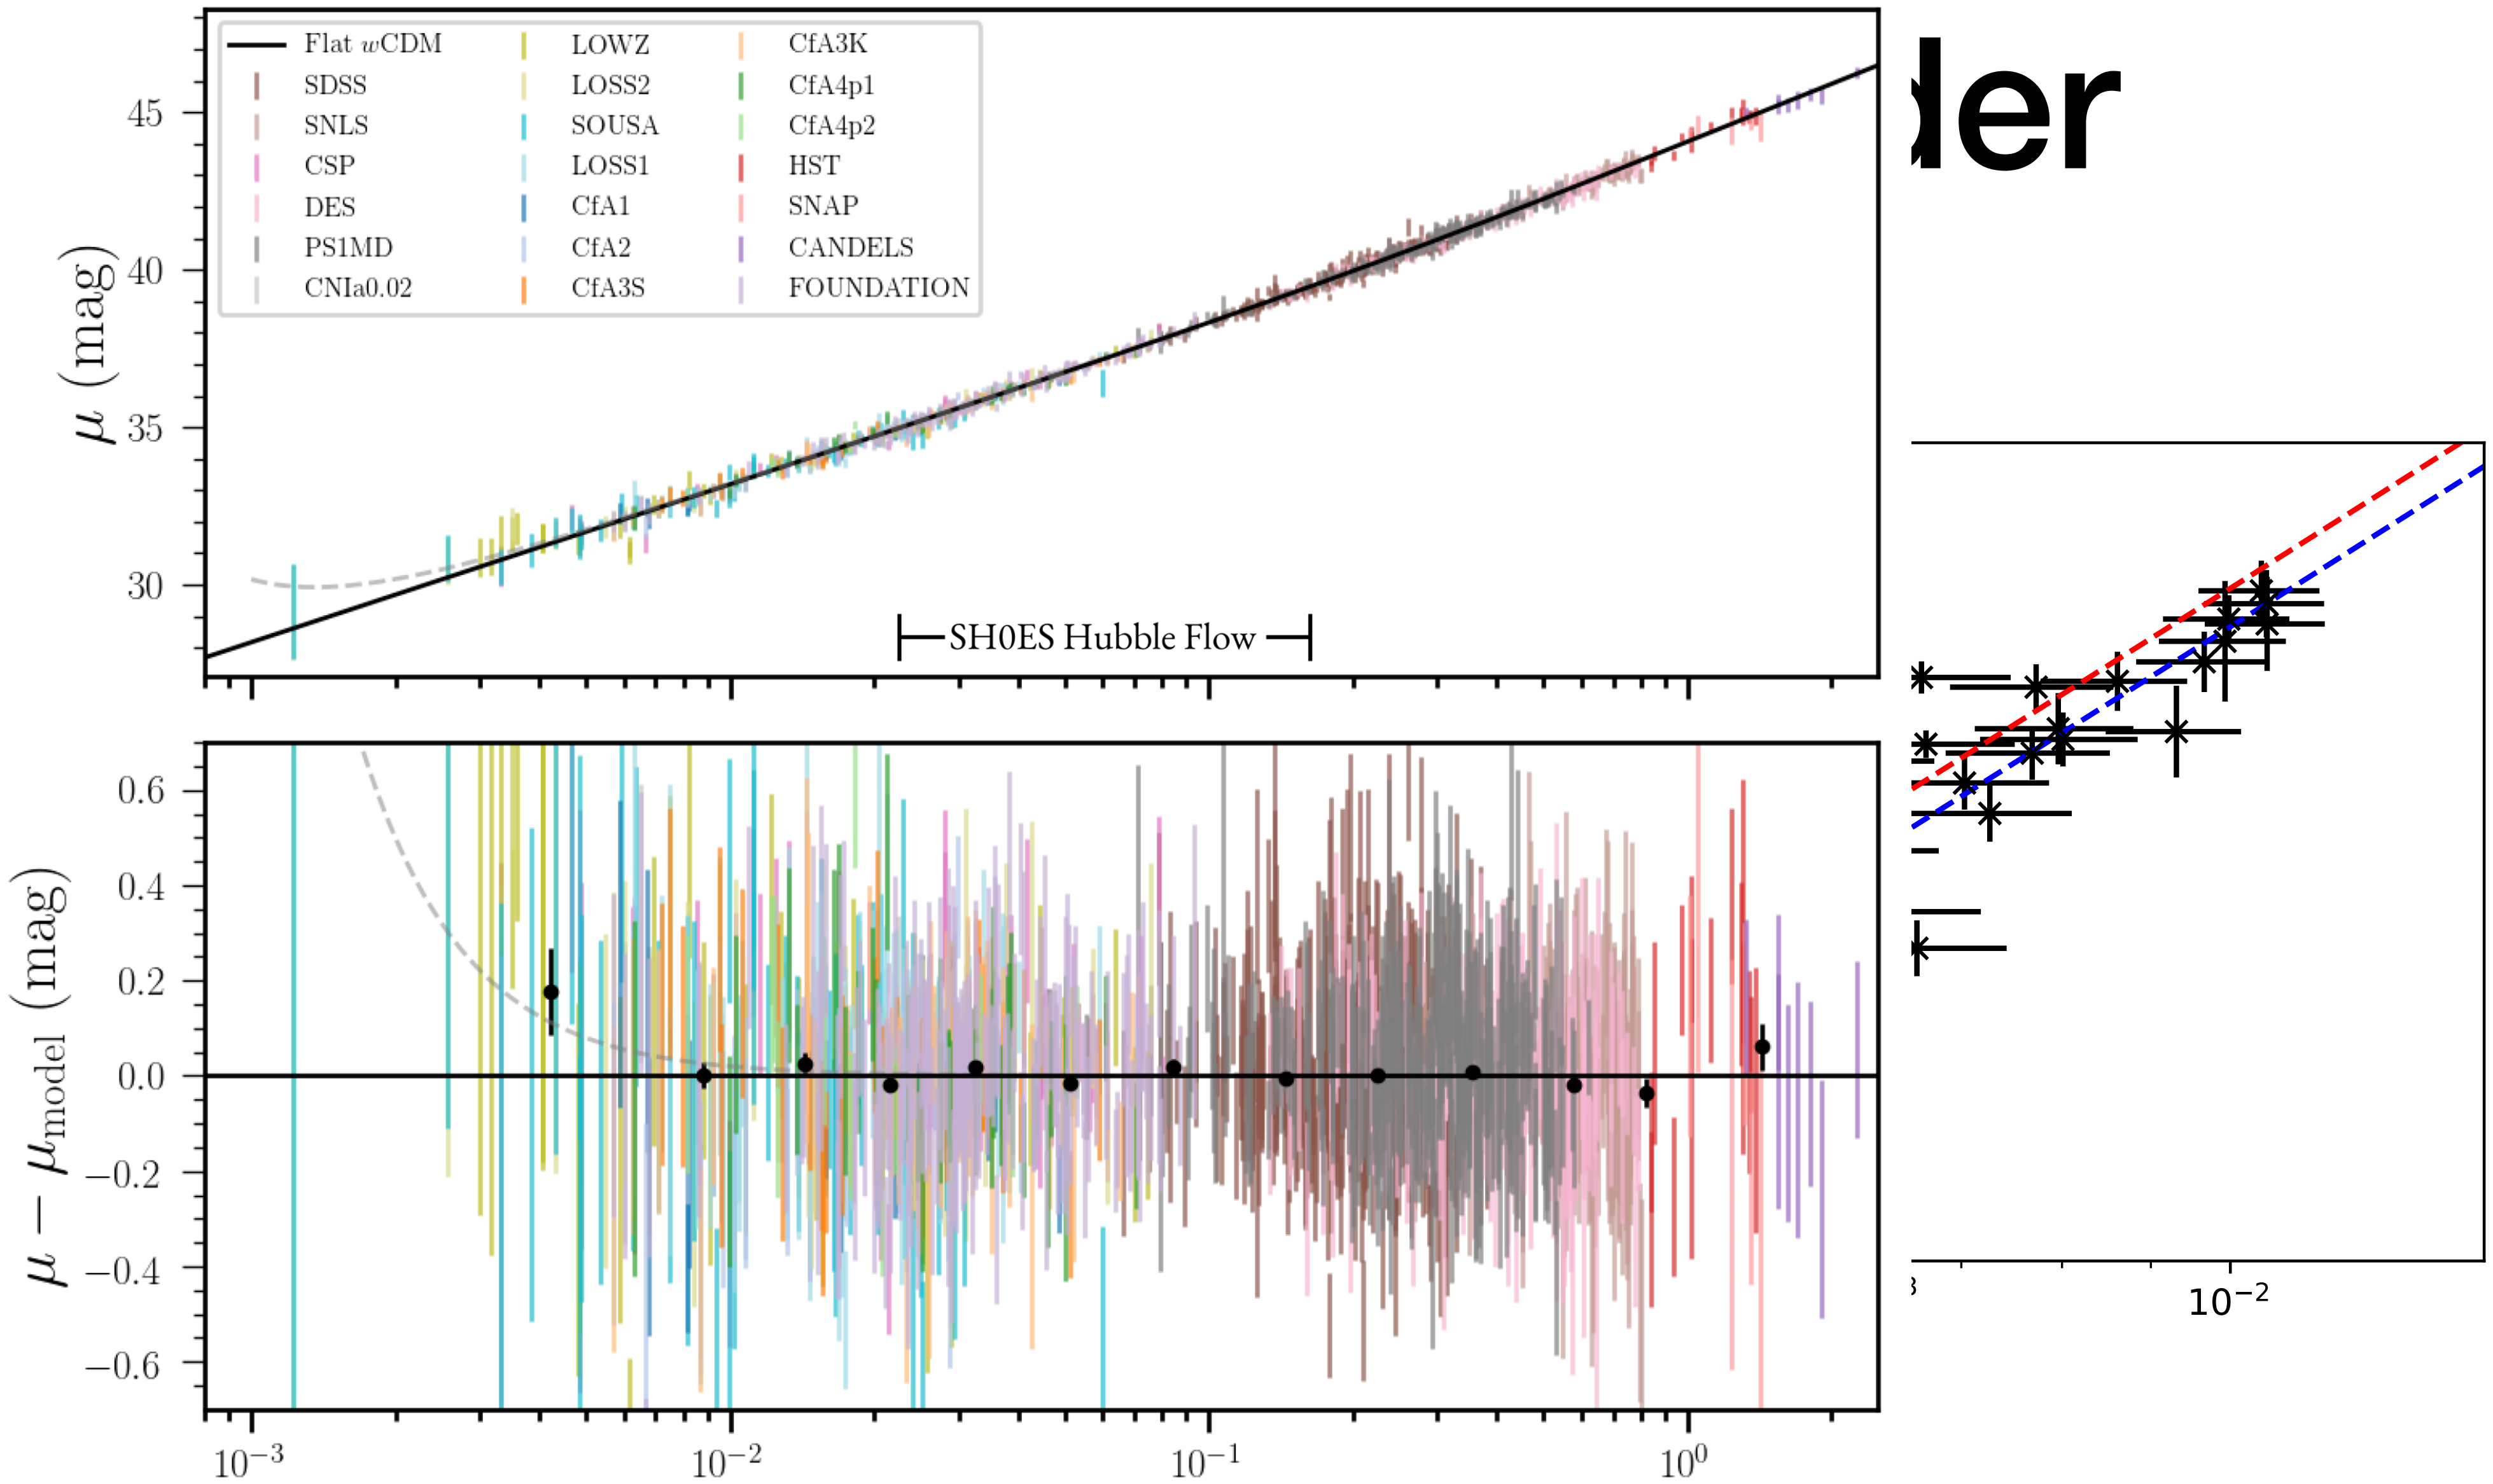 der
Flat wCDM
SDSS
SNLS
CSP
DES
PS1MD
CNIa0.02
LOWZ
LOSS2
SOUSA
LOSS1
CfA1
CfA2
CfA3S
CfA3K
CfA4p1
CfA4p2
HST
SNAP
CANDELS
FOUNDATION
μ (mag)
45
40
35
30
SH0ES Hubble Flow
μ − μmodel (mag)
0.6
0.4
0.2
0.0
−0.2
−0.4
−0.6
10⁻³
10⁻²
10⁻¹
10⁰
10⁻²